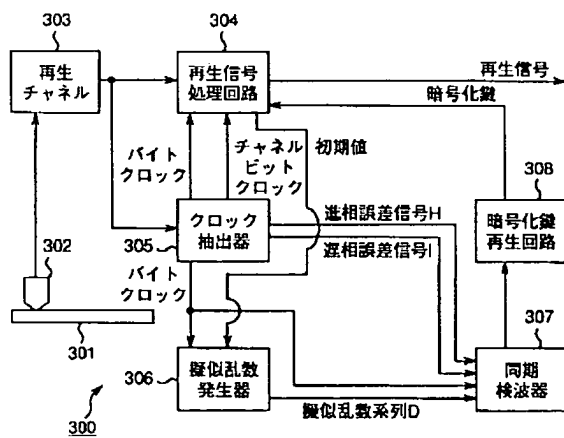 303
再生
チャネル
304
再生信号
処理回路
再生信号
暗号化鍵
バイト
クロック
チャネル
ビット
クロック
初期値
308
暗号化鍵
再生回路
302
305
クロック
抽出器
進相誤差信号H
遅相誤差信号I
バイト
クロック
301
307
同期
検波器
306
擬似乱数
発生器
擬似乱数系列D
300